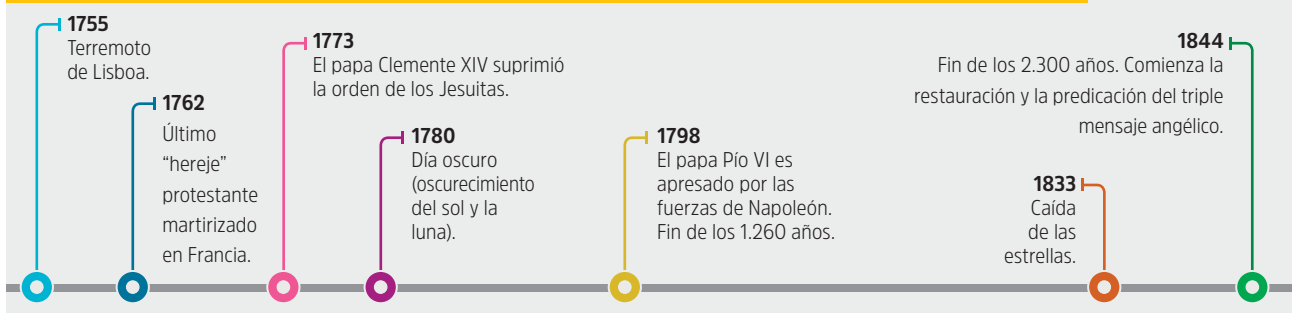 1755
Terremoto
de Lisboa.
1762
Último
“hereje”
protestante
martirizado
en Francia.
1773
El papa Clemente XIV suprimió
la orden de los Jesuitas.
1780
Día oscuro
(oscurecimiento
del sol y la
luna).
1798
El papa Pío VI es
apresado por las
fuerzas de Napoleón.
Fin de los 1.260 años.
1833
Caída
de las
estrellas.
1844
Fin de los 2.300 años. Comienza la
restauración y la predicación del triple
mensaje angélico.